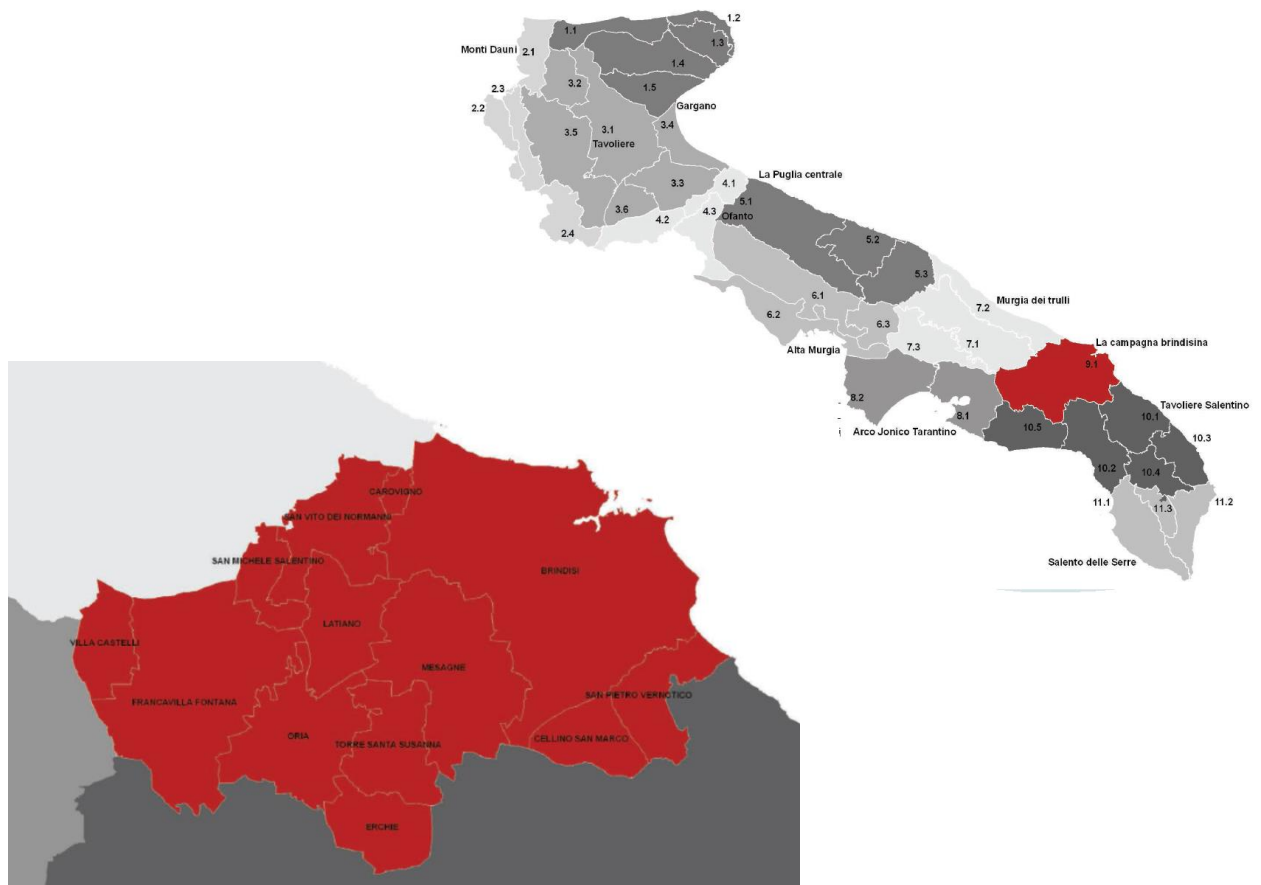 1.2
1.1
1.3
Monti Dauni
2.1
1.4
3.2
2.3
1.5
2.2
Gargano
3.4
3.5
3.1
Tavoliere
La Puglia centrale
3.3
4.1
5.1
3.6
4.3
Ofanto
4.2
2.4
5.2
5.3
6.1
Murgia dei trulli
7.2
6.2
6.3
La campagna brindisina
7.1
7.3
Alta Murgia
9.1
8.2
Tavoliere Salentino
8.1
10.1
Arco Jonico Tarantino
10.5
10.3
10.2
10.4
11.1
11.3
11.2
Salento delle Serre
CAROVIGNO
SAN VITO DEI NORMANNI
SAN MICHELE SALENTINO
BRINDISI
LATIANO
VILLA CASTELLI
MESAGNE
SAN PIETRO VERNOTICO
FRANCAVILLA FONTANA
ORIA
CELLINO SAN MARCO
TORRE SANTA SUSANNA
ERCHIE